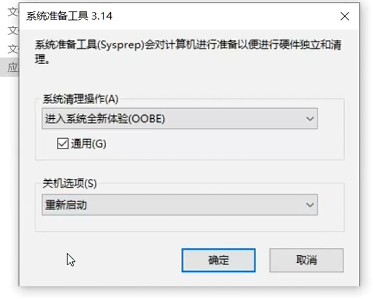 文
系统准备工具 3.14
文
系统准备工具(Sysprep)会对计算机进行准备以便进行硬件独立和清
理。
文
应
系统清理操作(A)
进入系统全新体验(OOBE)
通用(G)
关机选项(S)
重新启动
确定
取消